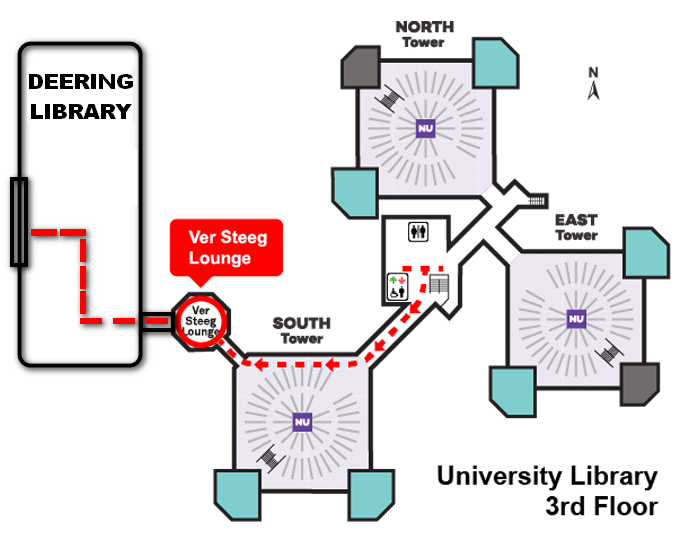 NORTH
Tower
DEERING
LIBRARY
N
NU
Ver Steeg
Lounge
EAST
Tower
Ver
Steeg
Lounge
SOUTH
Tower
NU
NU
University Library
3rd Floor